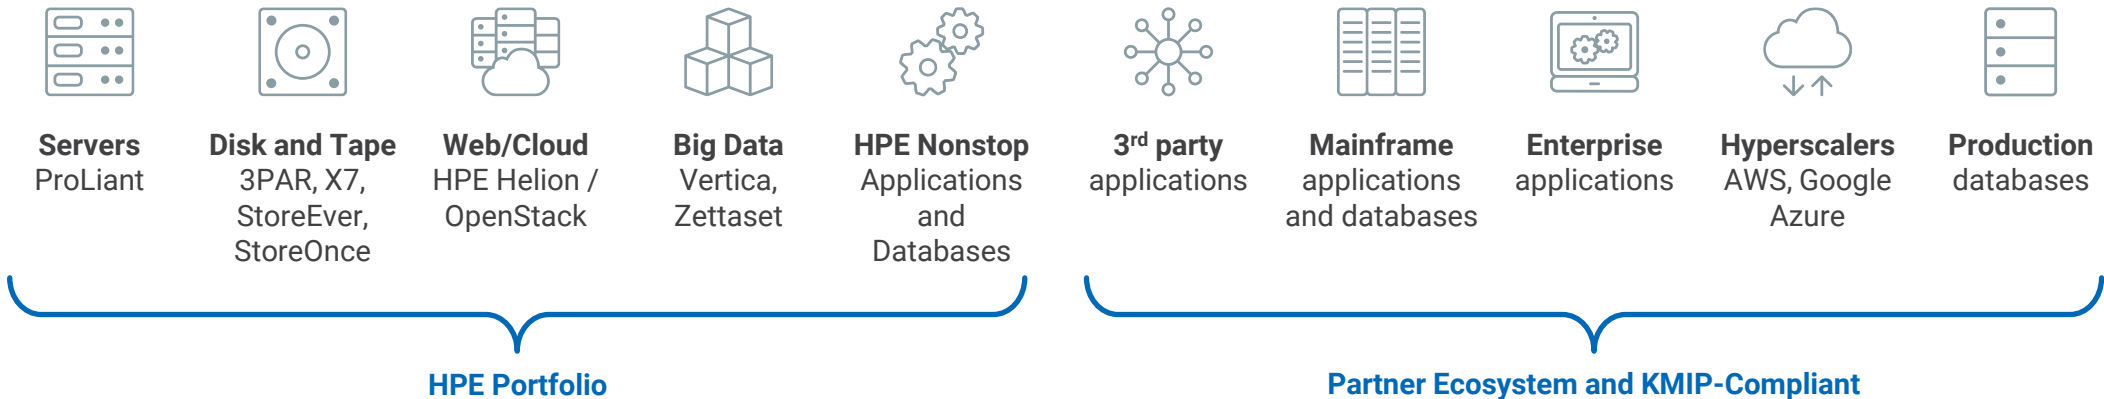 Servers
ProLiant
Disk and Tape
3PAR, X7,
StoreEver,
StoreOnce
Web/Cloud
HPE Helion /
OpenStack
Big Data
Vertica,
Zettaset
HPE Nonstop
Applications
and
Databases
3rd party
applications
Mainframe
applications
and databases
Enterprise
applications
Hyperscalers
AWS, Google
Azure
Production
databases
HPE Portfolio
Partner Ecosystem and KMIP-Compliant